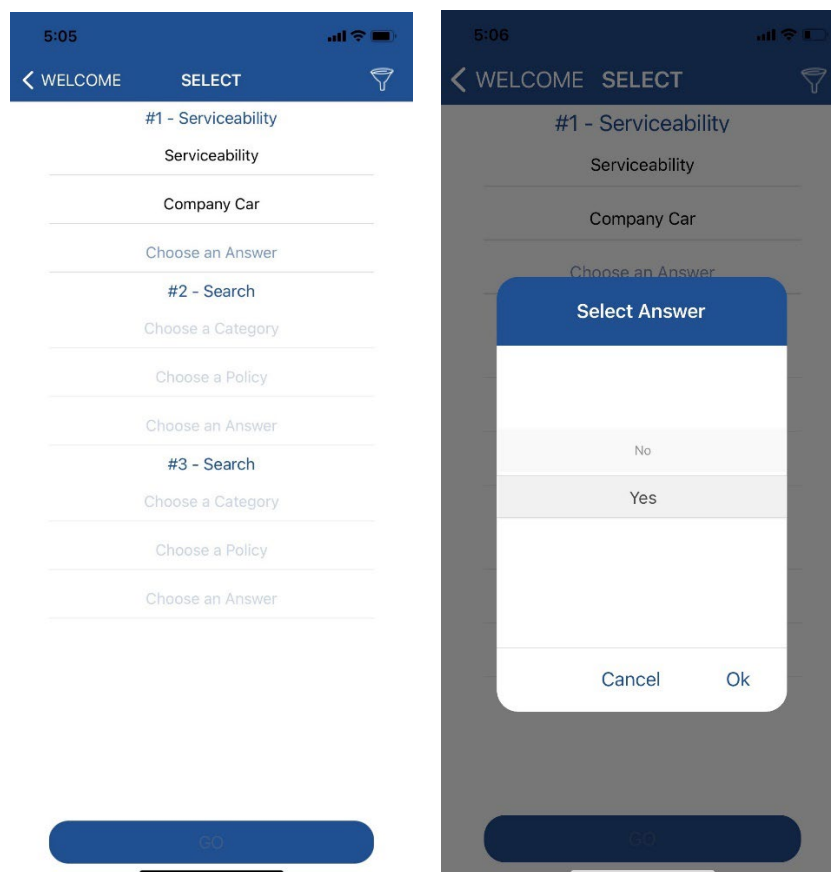 5:05
WELCOME SELECT
#1 - Serviceability
Serviceability
Company Car
Choose an Answer
#2 - Search
Choose a Category
Choose a Policy
Choose an Answer
#3 - Search
Choose a Category
Choose a Policy
Choose an Answer
GO
5:06
WELCOME SELECT
#1 - Serviceability
Serviceability
Company Car
Choose an Answer
Select Answer
No
Yes
Cancel Ok
GO